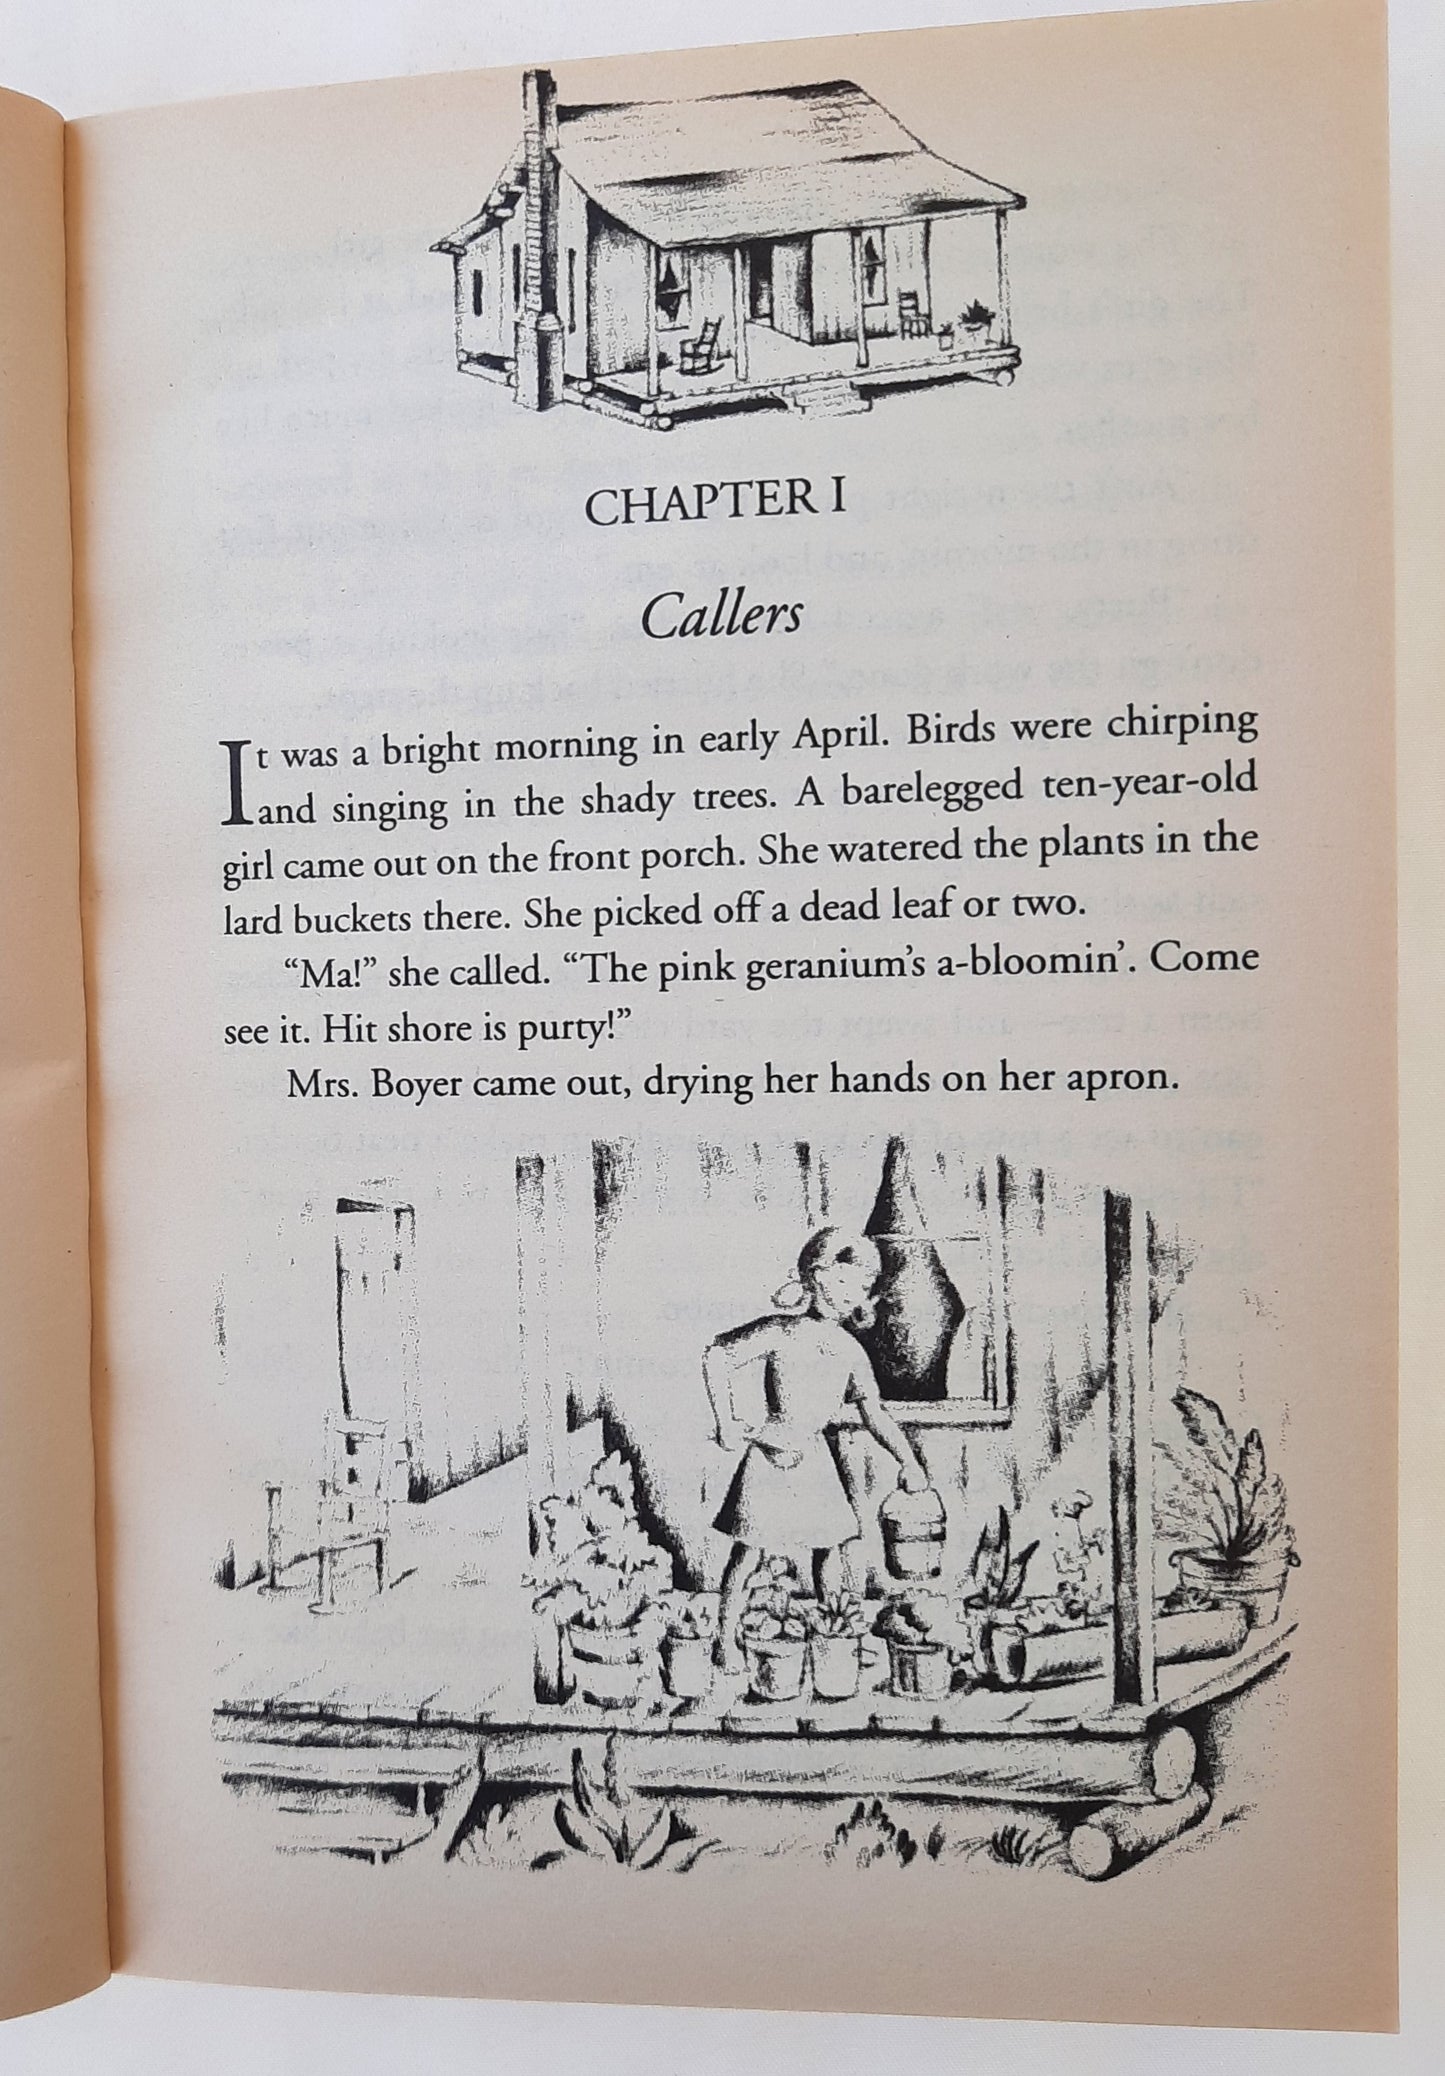 CHAPTER I
Callers
It was a bright morning in early April. Birds were chirping
and singing in the shady trees. A barelegged ten-year-old
girl came out on the front porch. She watered the plants in the
lard buckets there. She picked off a dead leaf or two.
“Ma!” she called. “The pink geranium’s a-bloomin’. Come
see it. Hit shore is purty!”
Mrs. Boyer came out, drying her hands on her apron.